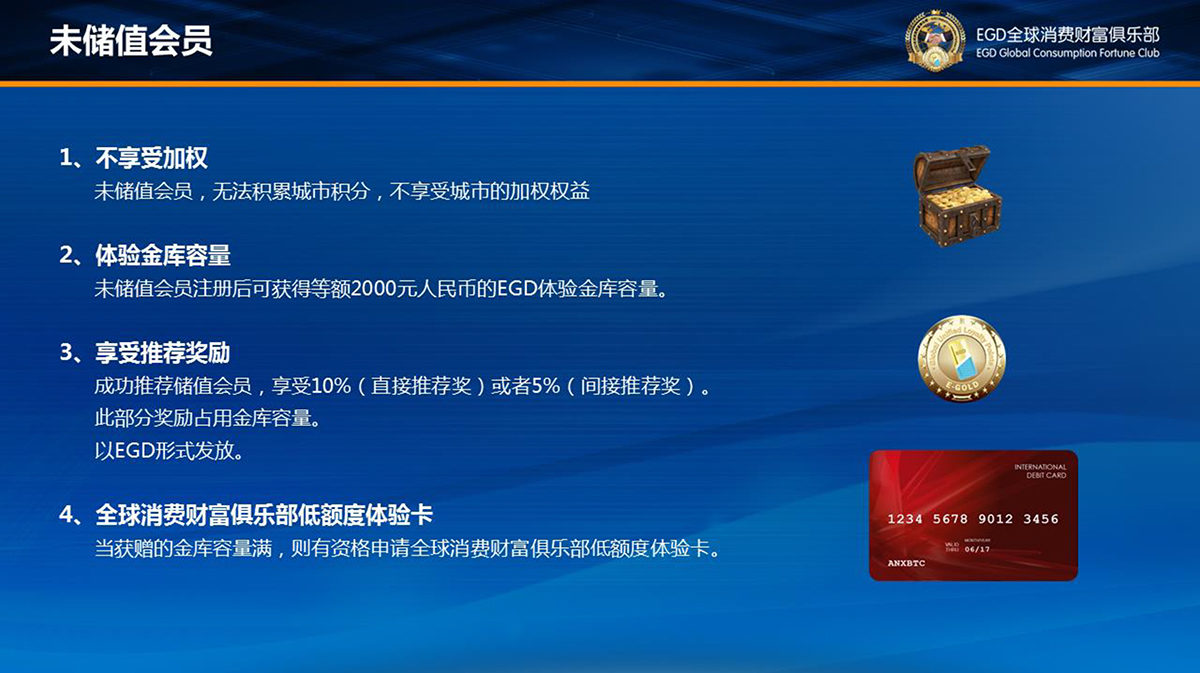 未储值会员
EGD全球消费财富俱乐部
EGD Global Consumption Fortune Club
1、不享受加权
未储值会员，无法积累城市积分，不享受城市的加权权益
2、体验金库容量
未储值会员注册后可获得等额2000元人民币的EGD体验金库容量。
3、享受推荐奖励
成功推荐储值会员，享受10%（直接推荐奖）或者5%（间接推荐奖）。
此部分奖励占用金库容量。
以EGD形式发放。
4、全球消费财富俱乐部低额度体验卡
当获赠的金库容量满，则有资格申请全球消费财富俱乐部低额度体验卡。
E-GOLD
INTERNATIONAL
DEBIT CARD
1234 5678 9012 3456
MONTH/YEAR
VALID
THRU 06/17
ANXBTC